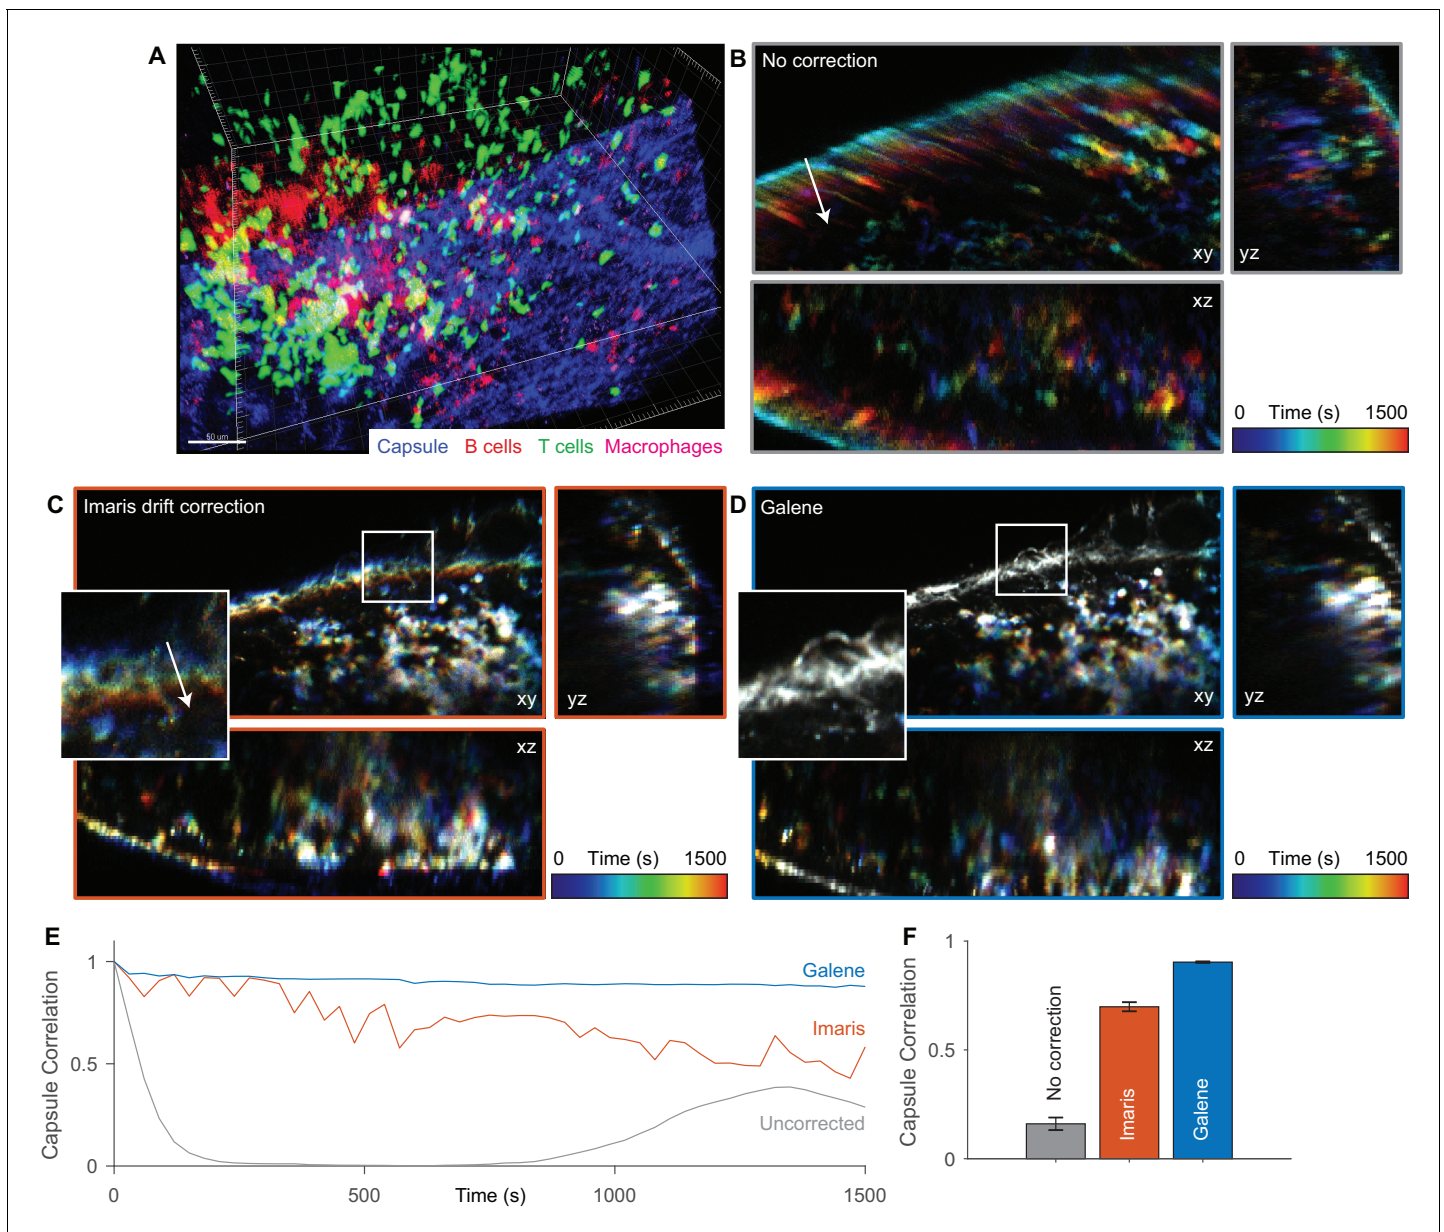 A
50 um
Capsule B cells T cells Macrophages
B
No correction
xy
yz
xz
0 Time (s) 1500
C
Imaris drift correction
xy
yz
xz
0 Time (s) 1500
D
Galene
xy
yz
xz
0 Time (s) 1500
E
Capsule Correlation
1
0.5
0
Galene
Imaris
Uncorrected
0
500
Time (s)
1000
1500
F
Capsule Correlation
1
0.5
0
No correction
Imaris
Galene